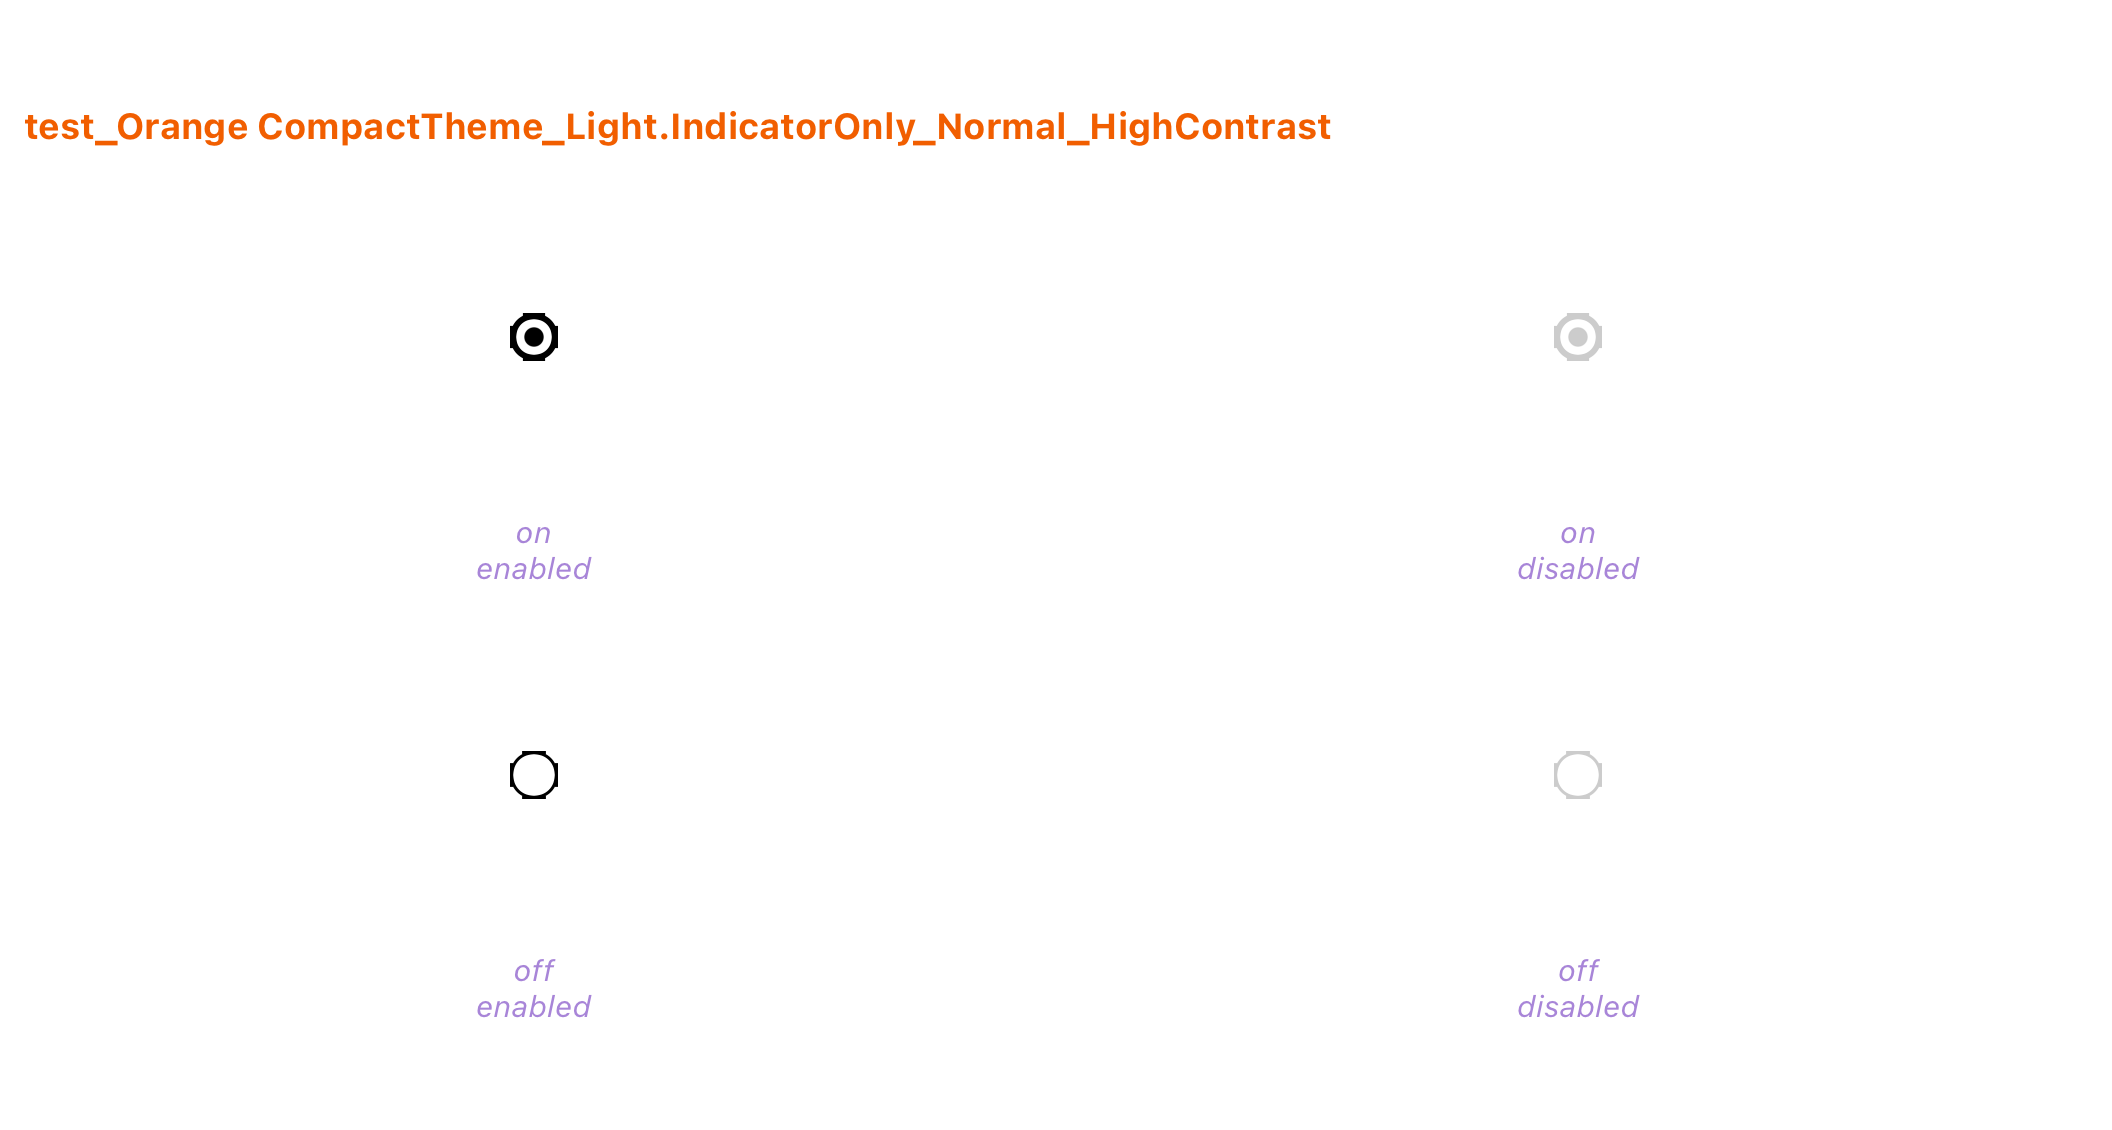 test_Orange CompactTheme_Light.IndicatorOnly_Normal_HighContrast
on
enabled
on
disabled
off
enabled
off
disabled